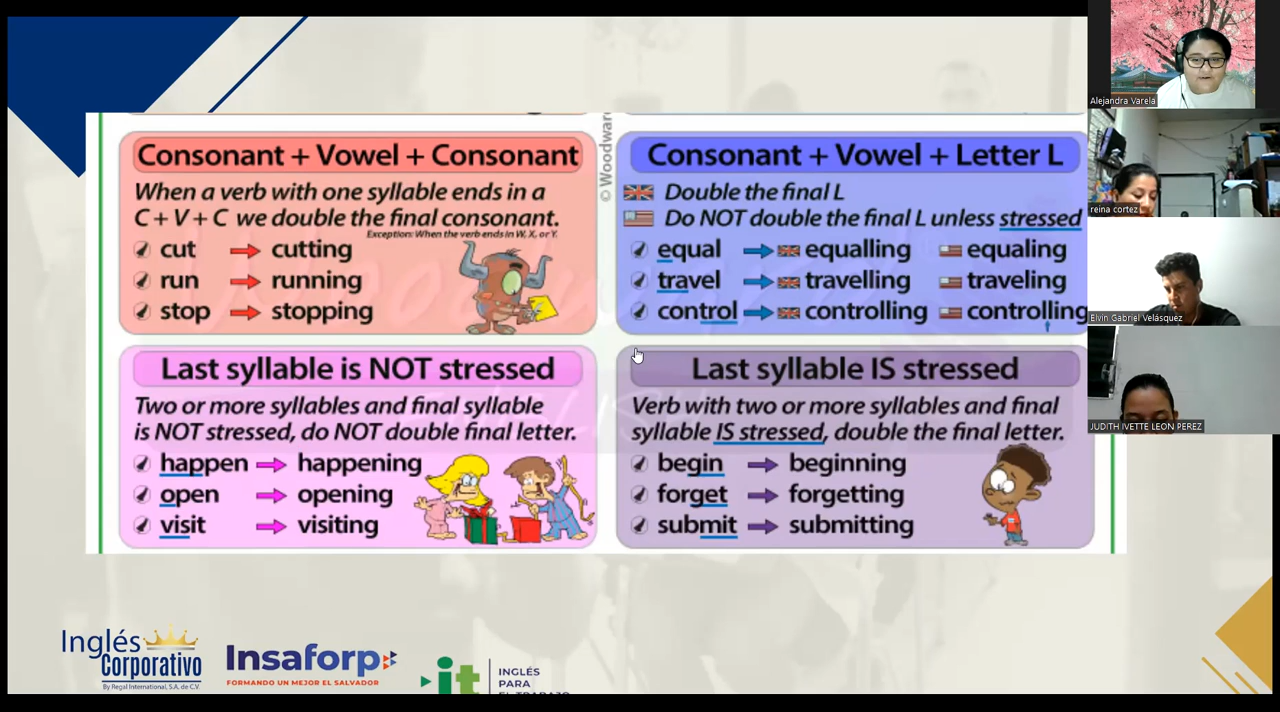 Consonant + Vowel + Consonant
When a verb with one syllable ends in a
C + V + C we double the final consonant.
Exception: When the verb ends in W, X, or Y.
cut cutting
run running
stop stopping
© Woodwar
Consonant + Vowel + Letter L
Double the final L
Do NOT double the final L unless stressed
equal equalling equaling
travel travelling traveling
control controlling controlling
Last syllable is NOT stressed
Two or more syllables and final syllable
is NOT stressed, do NOT double final letter.
happen happening
open opening
visit visiting
Last syllable IS stressed
Verb with two or more syllables and final
syllable IS stressed, double the final letter.
begin beginning
forget forgetting
submit submitting
Alejandra Varela
reina cortez
Elvin Gabriel Velásquez
JUDITH IVETTE LEON PEREZ
Inglés
Corporativo
By Regal International, S.A. de C.V.
Insaforp
FORMANDO UN MEJOR EL SALVADOR
it
INGLÉS
PARA
EL TRABAJO